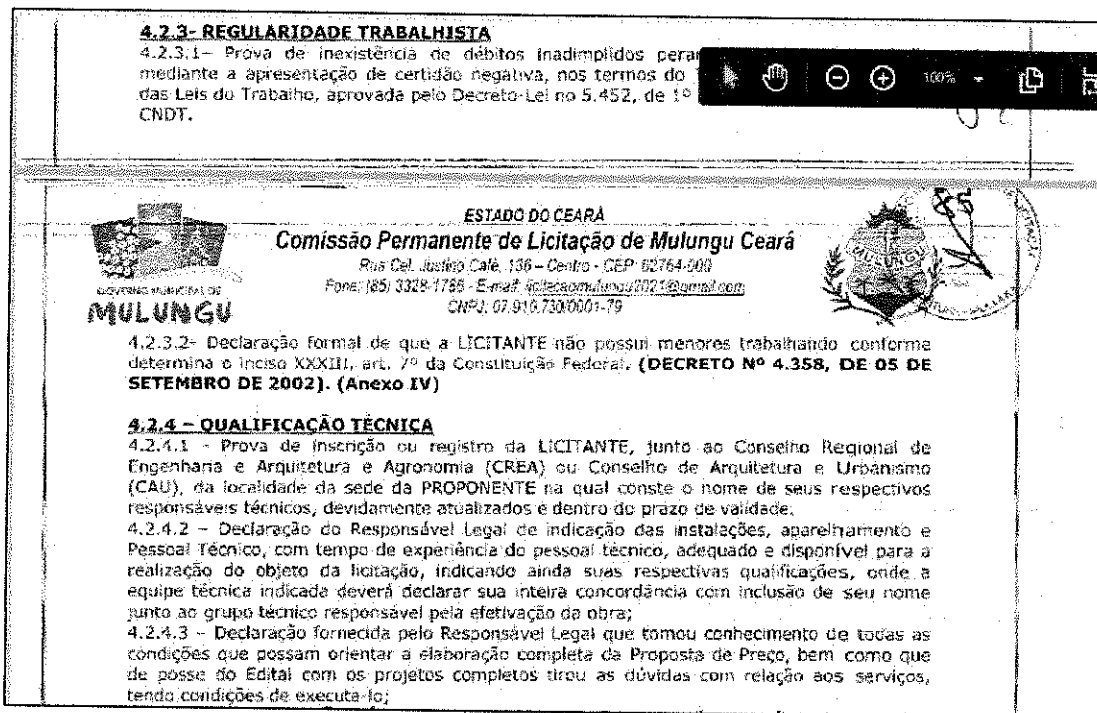 4.2.3- REGULARIDADE TRABALHISTA
4.2.3.1- Prova de inexistência de débitos inadimplidos
mediante a apresentação de certidão negativa, nos termos do
das Leis do Trabalho, aprovada pelo Decreto-Lei no 5.452, de 1º
CNDT.
100%
ESTADO DO CEARÁ
Comissão Permanente de Licitação de Mulungu Ceará
Rua Cel. Justino Café, 136 – Centro - CEP: 62764-000
Fone: (85) 3328-1786 - E-mail: licitacaomulungu2021@gmail.com
CNPJ: 07.910.730/0001-79
GOVERNO MUNICIPAL DE
MULUNGU
MULUNGU
85
4.2.3.2- Declaração formal de que a LICITANTE não possui menores trabalhando conforme
determina o inciso XXXIII, art. 7º da Constituição Federal. (DECRETO Nº 4.358, DE 05 DE
SETEMBRO DE 2002). (Anexo IV)
4.2.4 – QUALIFICAÇÃO TÉCNICA
4.2.4.1 - Prova de inscrição ou registro da LICITANTE, junto ao Conselho Regional de
Engenharia e Arquitetura e Agronomia (CREA) ou Conselho de Arquitetura e Urbanismo
(CAU), da localidade da sede da PROPONENTE na qual conste o nome de seus respectivos
responsáveis técnicos, devidamente atualizados e dentro do prazo de validade;
4.2.4.2 – Declaração do Responsável Legal de indicação das instalações, aparelhamento e
Pessoal Técnico, com tempo de experiência do pessoal técnico, adequado e disponível para a
realização do objeto da licitação, indicando ainda suas respectivas qualificações, onde a
equipe técnica indicada deverá declarar sua inteira concordância com inclusão de seu nome
junto ao grupo técnico responsável pela efetivação da obra;
4.2.4.3 – Declaração fornecida pelo Responsável Legal que tomou conhecimento de todas as
condições que possam orientar a elaboração completa da Proposta de Preço, bem como que
de posse do Edital com os projetos completos tirou as dúvidas com relação aos serviços,
tendo condições de executa-lo;